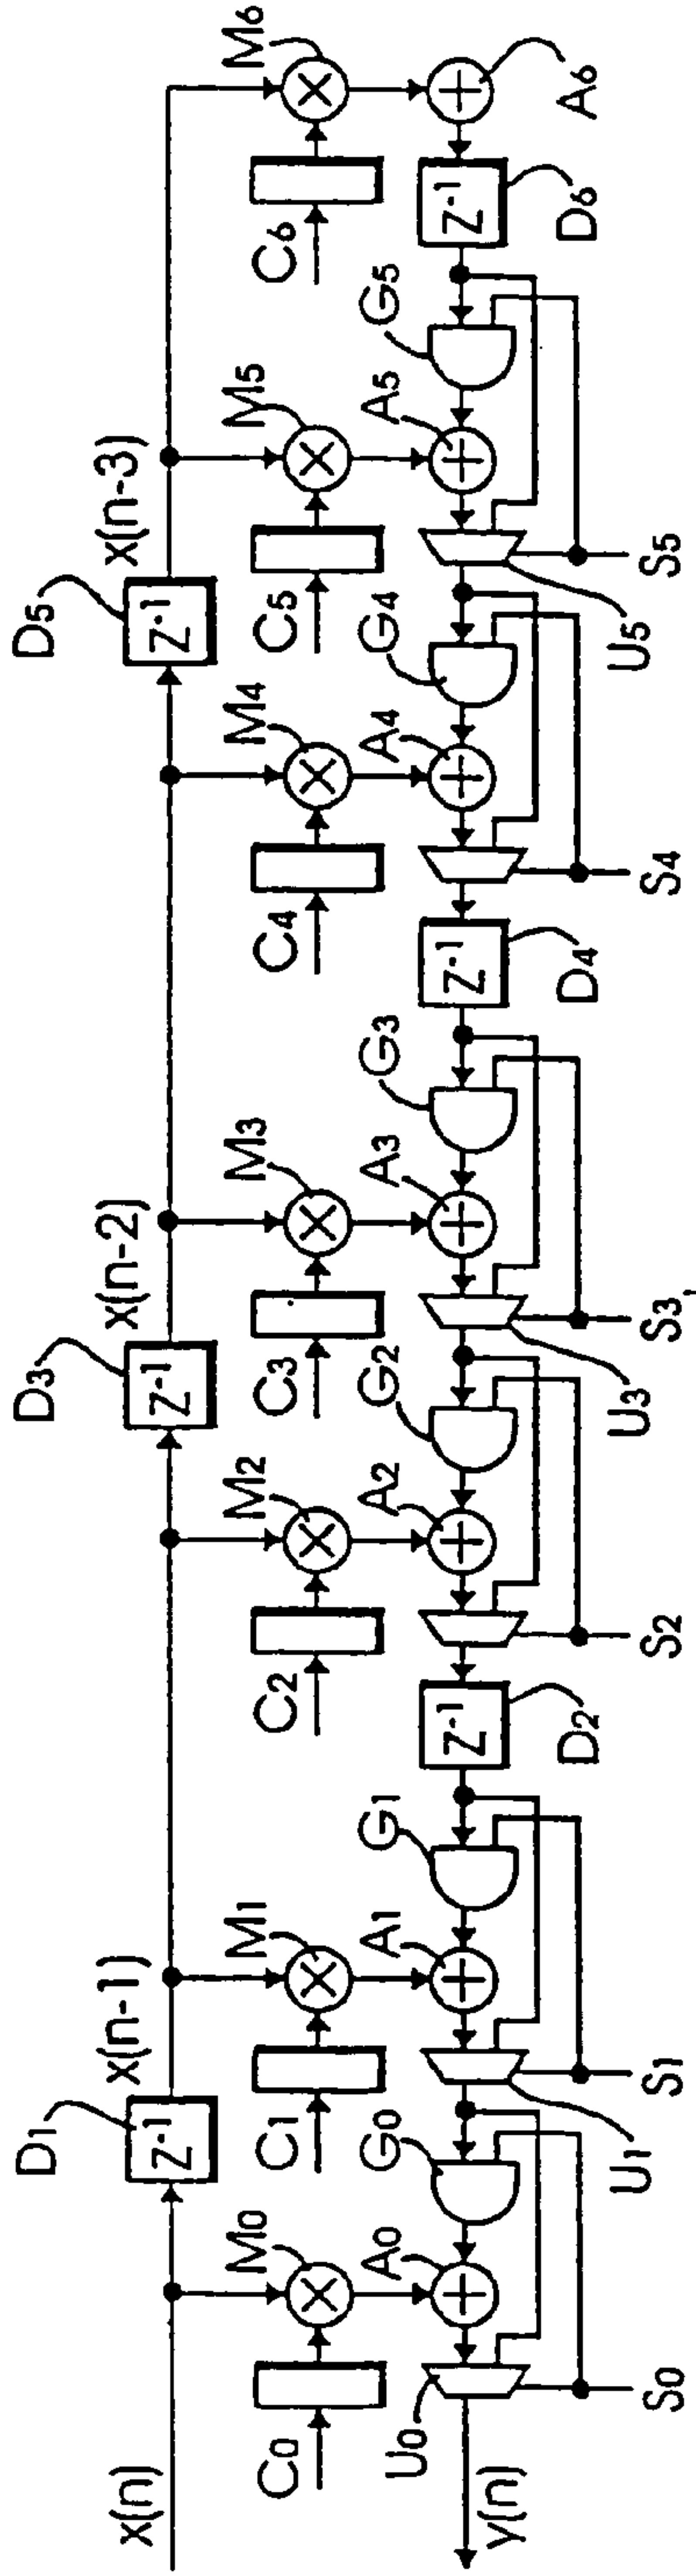 D1 D3 D5
x(n) x(n-1) x(n-2) x(n-3)
Z-1 Z-1 Z-1
M0 M1 M2 M3 M4 M5 M6
C0 C1 C2 C3 C4 C5 C6
A0 G0 A1 G1 A2 G2 A3 G3 A4 G4 A5 G5
U0
y(n) Z-1 Z-1 Z-1
U1 D2 U3 D4 U5 D6 A6
S0 S1 S2 S3, S4 S5